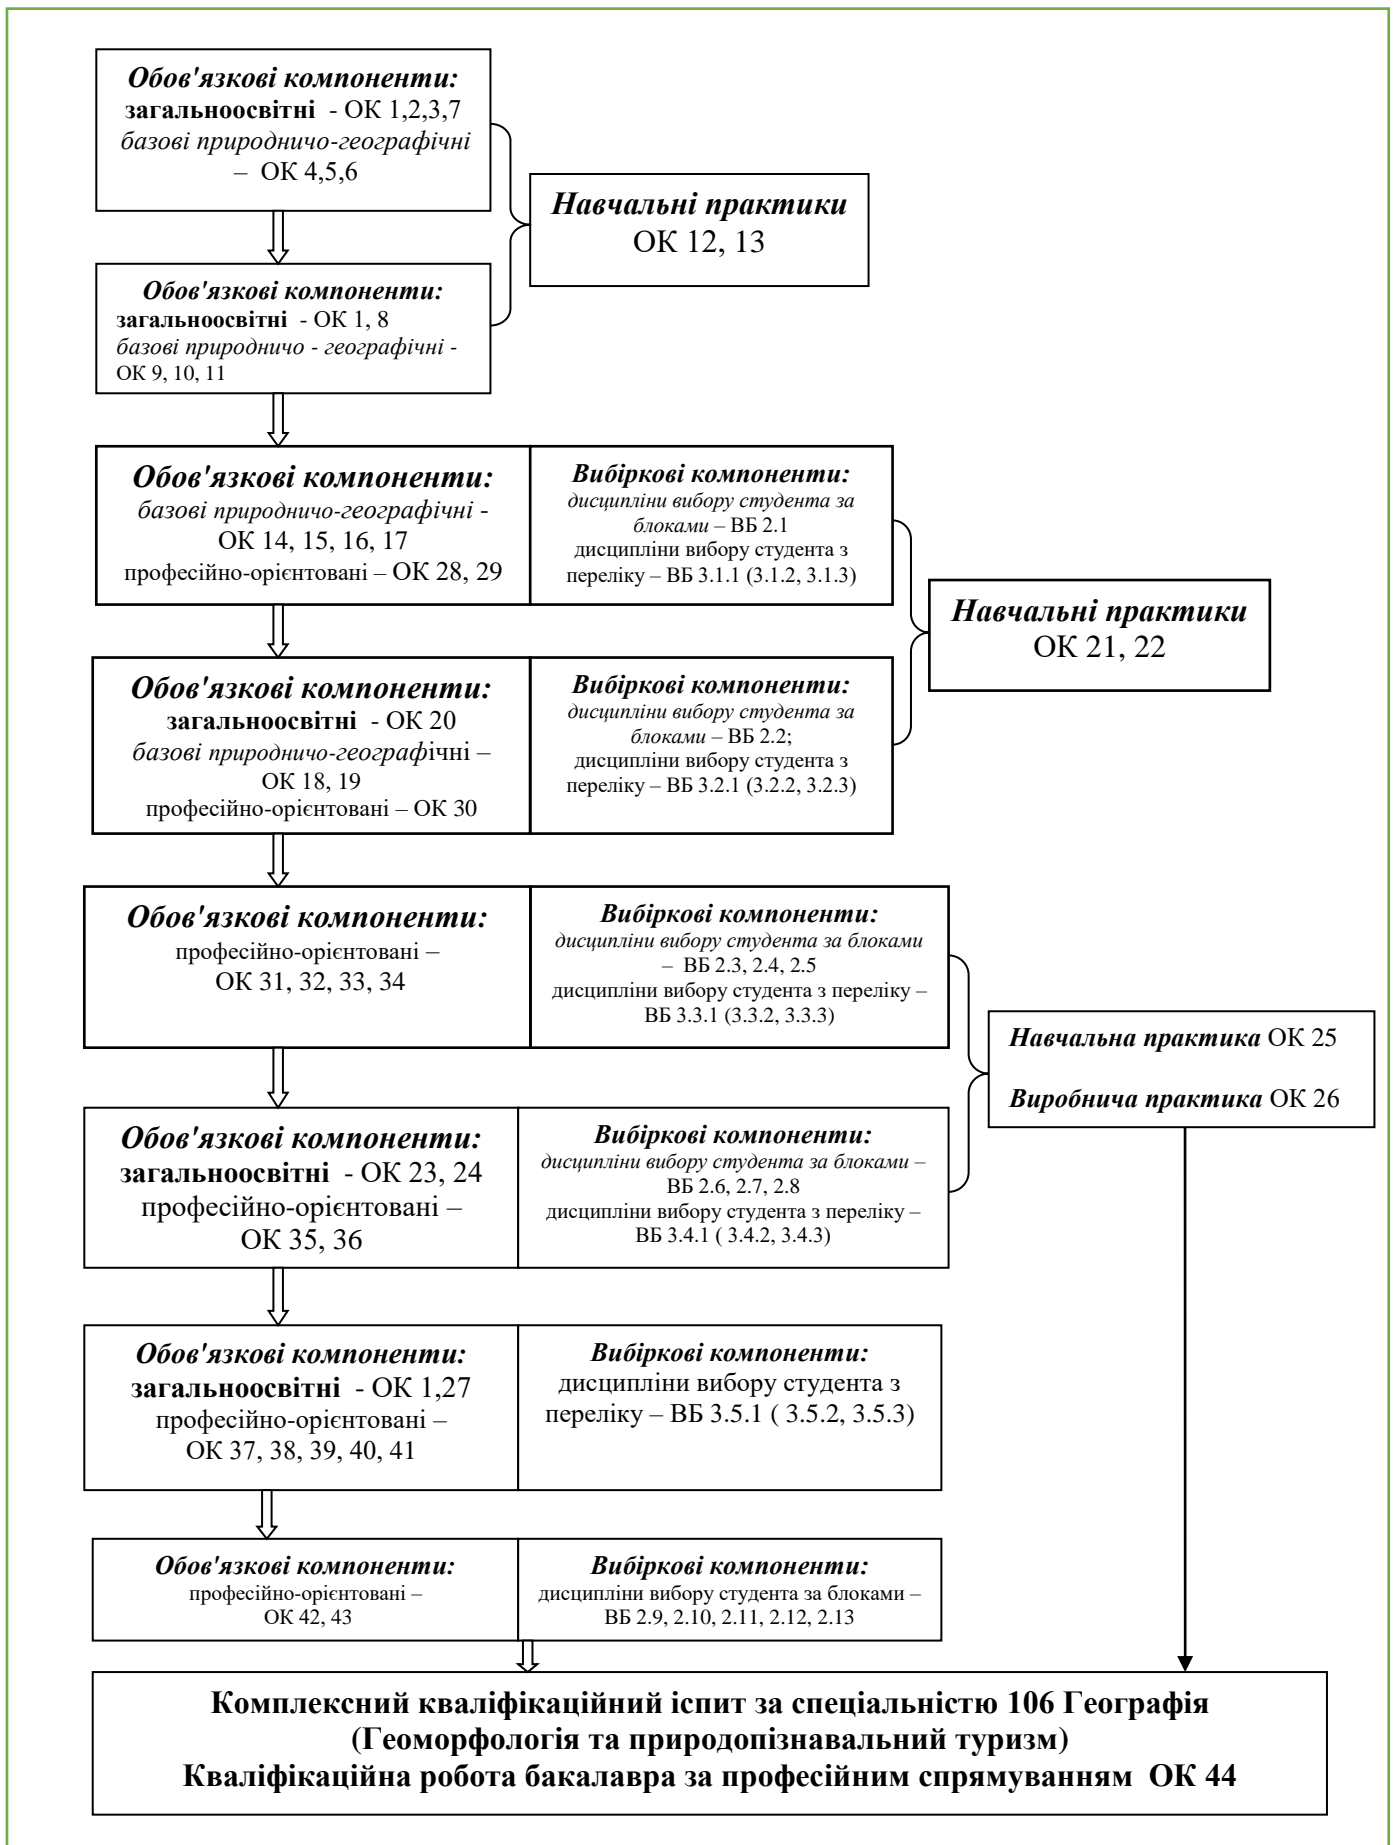 Обов'язкові компоненти:
загальноосвітні - ОК 1,2,3,7
базові природничо-географічні
– ОК 4,5,6
Навчальні практики
ОК 12, 13
Обов'язкові компоненти:
загальноосвітні - ОК 1, 8
базові природничо - географічні -
ОК 9, 10, 11
Обов'язкові компоненти:
базові природничо-географічні -
ОК 14, 15, 16, 17
професійно-орієнтовані – ОК 28, 29
Вибіркові компоненти:
дисципліни вибору студента за
блоками – ВБ 2.1
дисципліни вибору студента з
переліку – ВБ 3.1.1 (3.1.2, 3.1.3)
Навчальні практики
ОК 21, 22
Обов'язкові компоненти:
загальноосвітні - ОК 20
базові природничо-географічні –
ОК 18, 19
професійно-орієнтовані – ОК 30
Вибіркові компоненти:
дисципліни вибору студента за
блоками – ВБ 2.2;
дисципліни вибору студента з
переліку – ВБ 3.2.1 (3.2.2, 3.2.3)
Обов'язкові компоненти:
професійно-орієнтовані –
ОК 31, 32, 33, 34
Вибіркові компоненти:
дисципліни вибору студента за блоками
– ВБ 2.3, 2.4, 2.5
дисципліни вибору студента з переліку –
ВБ 3.3.1 (3.3.2, 3.3.3)
Навчальна практика ОК 25
Виробнича практика ОК 26
Обов'язкові компоненти:
загальноосвітні - ОК 23, 24
професійно-орієнтовані –
ОК 35, 36
Вибіркові компоненти:
дисципліни вибору студента за блоками –
ВБ 2.6, 2.7, 2.8
дисципліни вибору студента з переліку –
ВБ 3.4.1 ( 3.4.2, 3.4.3)
Обов'язкові компоненти:
загальноосвітні - ОК 1,27
професійно-орієнтовані –
ОК 37, 38, 39, 40, 41
Вибіркові компоненти:
дисципліни вибору студента з
переліку – ВБ 3.5.1 ( 3.5.2, 3.5.3)
Обов'язкові компоненти:
професійно-орієнтовані –
ОК 42, 43
Вибіркові компоненти:
дисципліни вибору студента за блоками –
ВБ 2.9, 2.10, 2.11, 2.12, 2.13
Комплексний кваліфікаційний іспит за спеціальністю 106 Географія
(Геоморфологія та природопізнавальний туризм)
Кваліфікаційна робота бакалавра за професійним спрямуванням ОК 44